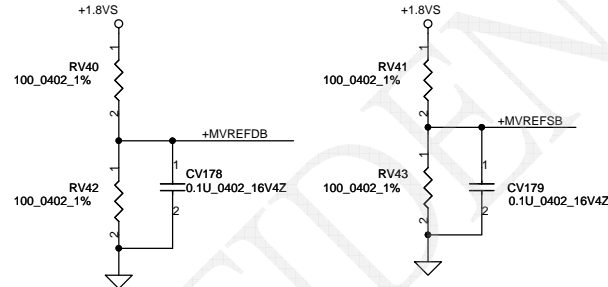 +1.8VS
1
RV40
100_0402_1%
2
+MVREFDB
1
RV42
100_0402_1%
2
1
CV178
0.1U_0402_16V4Z
2
+1.8VS
1
RV41
100_0402_1%
2
+MVREFSB
1
RV43
100_0402_1%
2
1
CV179
0.1U_0402_16V4Z
2
IDEN